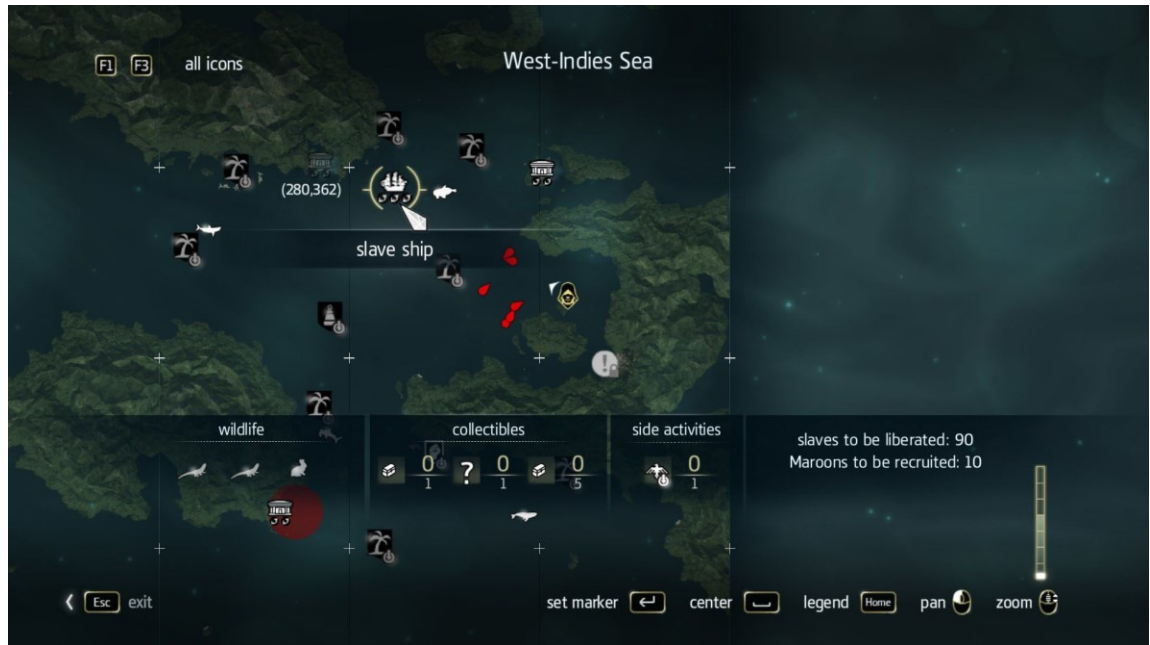 West-Indies Sea
F1 F3 all icons
(280,362)
slave ship
!
wildlife
collectibles
0
1
?
0
1
0
5
side activities
0
1
slaves to be liberated: 90
Maroons to be recruited: 10
Esc exit
set marker
center
legend Home
pan
zoom